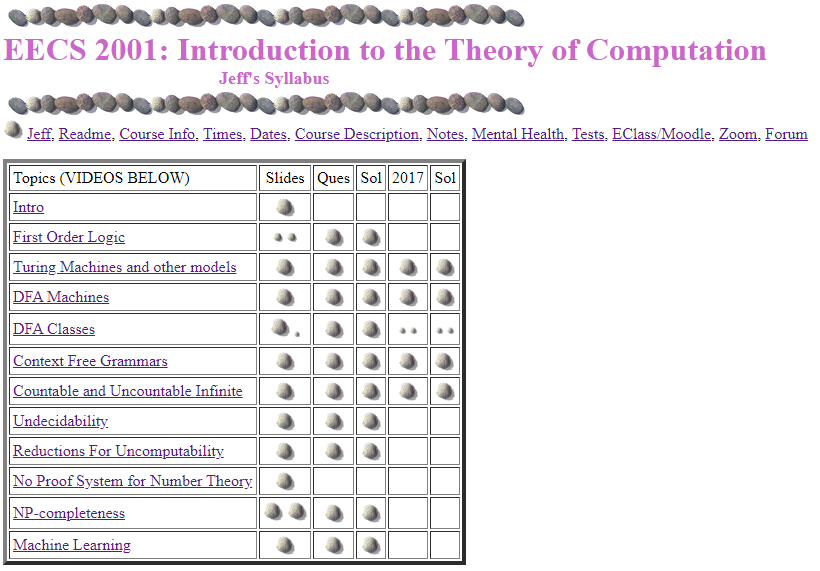 EECS 2001: Introduction to the Theory of Computation
Jeff's Syllabus
Jeff, Readme, Course Info, Times, Dates, Course Description, Notes, Mental Health, Tests, EClass/Moodle, Zoom, Forum
Topics (VIDEOS BELOW) Slides Ques Sol 2017 Sol
Intro
First Order Logic
Turing Machines and other models
DFA Machines
DFA Classes
Context Free Grammars
Countable and Uncountable Infinite
Undecidability
Reductions For Uncomputability
No Proof System for Number Theory
NP-completeness
Machine Learning